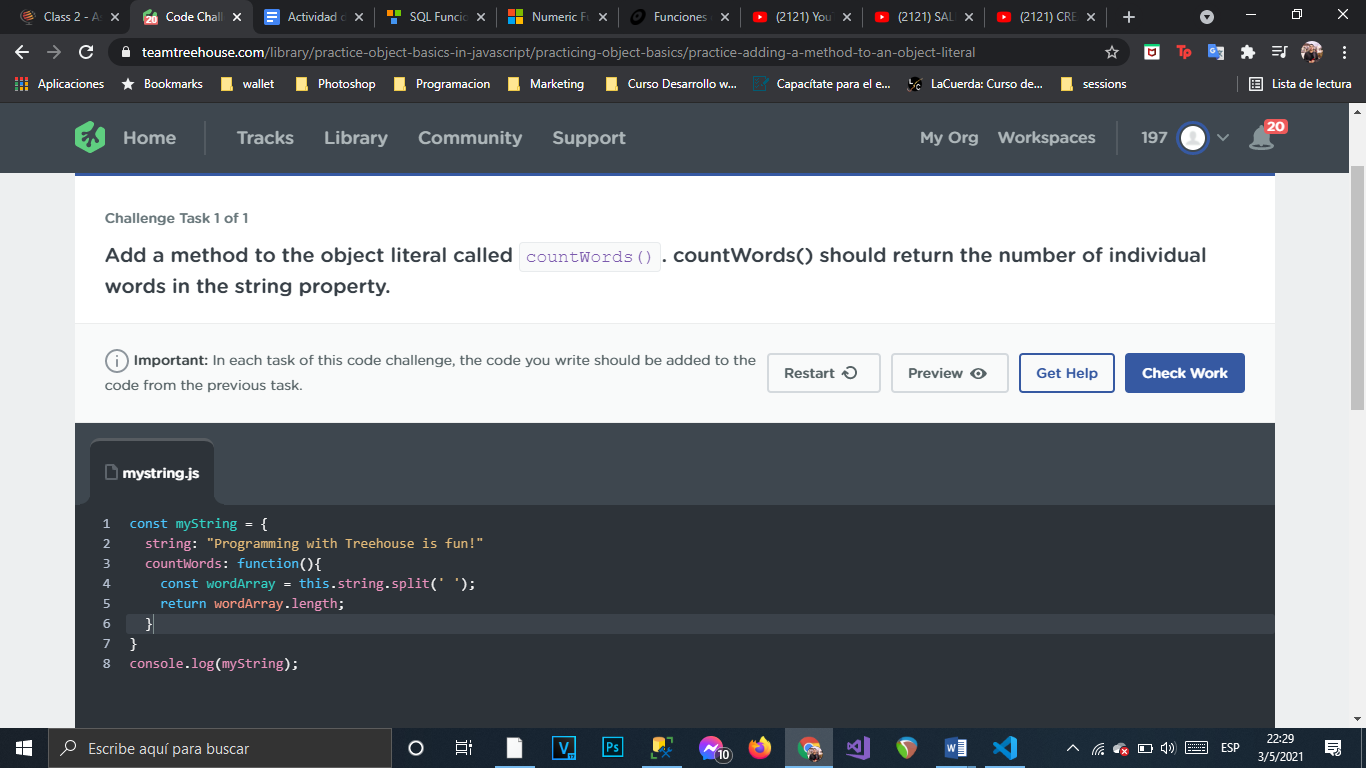 Class 2 - A
Code Chall
Actividad d
SQL Funcio
Numeric Fu
Funciones
(2121) You
(2121) SAL
(2121) CRE
teamtreehouse.com/library/practice-object-basics-in-javascript/practicing-object-basics/practice-adding-a-method-to-an-object-literal
Aplicaciones
Bookmarks
wallet
Photoshop
Programacion
Marketing
Curso Desarrollo w...
Capacítate para el e...
LaCuerda: Curso de...
sessions
Lista de lectura
Home
Tracks
Library
Community
Support
My Org
Workspaces
197
20
Challenge Task 1 of 1
Add a method to the object literal called countWords(). countWords() should return the number of individual
words in the string property.
Important: In each task of this code challenge, the code you write should be added to the
code from the previous task.
Restart
Preview
Get Help
Check Work
mystring.js
1 const myString = {
2 string: "Programming with Treehouse is fun!"
3 countWords: function(){
4 const wordArray = this.string.split(' ');
5 return wordArray.length;
6 }
7 }
8 console.log(myString);
Escribe aquí para buscar
10
ESP
22:29
3/5/2021